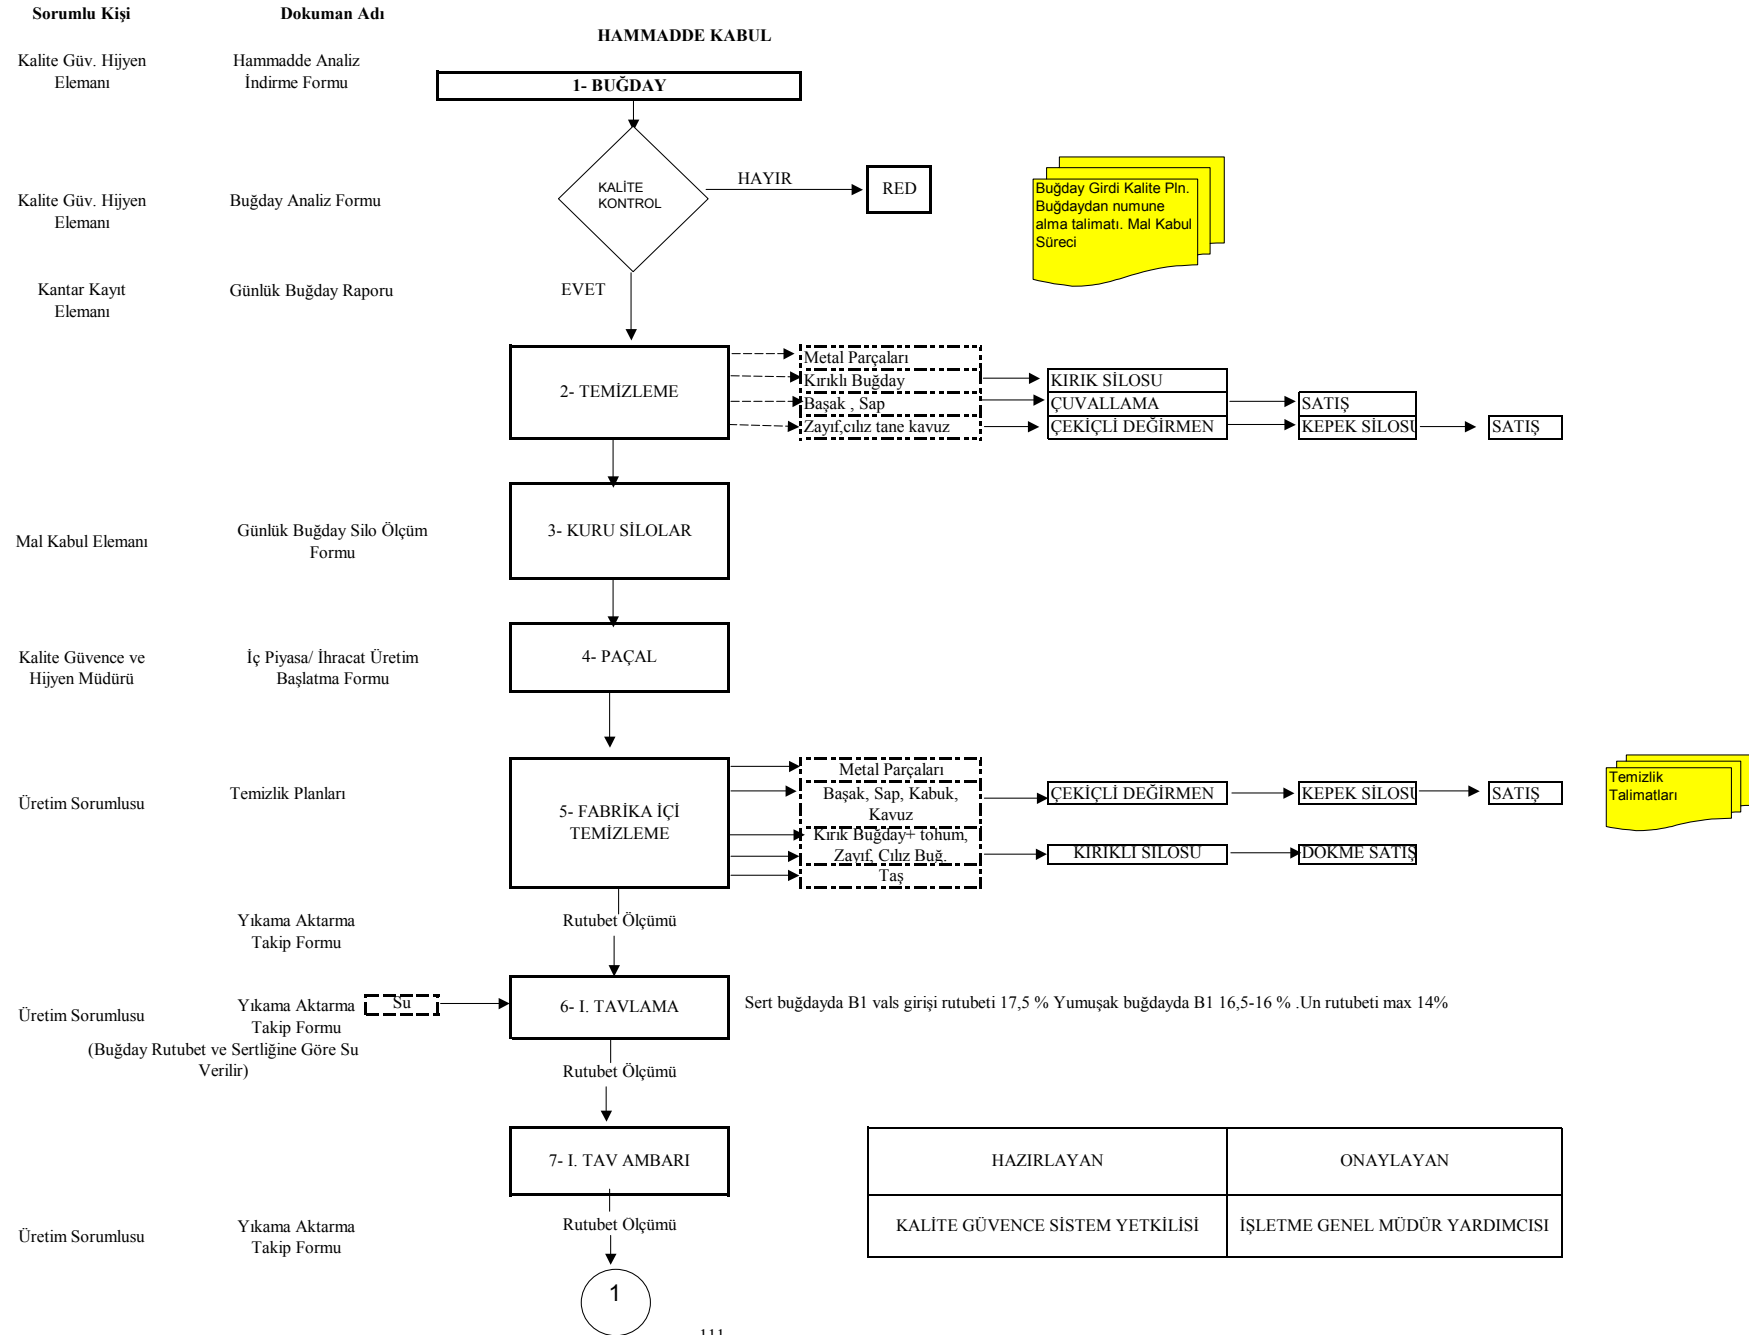 Sorumlu Kişi
Dokuman Adı
HAMMADDE KABUL
Kalite Güv. Hijyen
Elemanı
Hammadde Analiz
İndirme Formu
1- BUĞDAY
Kalite Güv. Hijyen
Elemanı
Buğday Analiz Formu
KALİTE
KONTROL
HAYIR
RED
Buğday Girdi Kalite Pln.
Buğdaydan numune
alma talimatı. Mal Kabul
Süreci
Kantar Kayıt
Elemanı
Günlük Buğday Raporu
EVET
2- TEMİZLEME
Metal Parçaları
Kırıklı Buğday
KIRIK SİLOSU
Başak , Sap
ÇUVALLAMA
SATIŞ
Zayıf,cılız tane kavuz
ÇEKİÇLİ DEĞİRMEN
KEPEK SİLOSU
SATIŞ
Mal Kabul Elemanı
Günlük Buğday Silo Ölçüm
Formu
3- KURU SİLOLAR
Kalite Güvence ve
Hijyen Müdürü
İç Piyasa/ İhracat Üretim
Başlatma Formu
4- PAÇAL
Üretim Sorumlusu
Temizlik Planları
5- FABRİKA İÇİ
TEMİZLEME
Metal Parçaları
Başak, Sap, Kabuk,
Kavuz
ÇEKİÇLİ DEĞİRMEN
KEPEK SİLOSU
SATIŞ
Kırık Buğday+ tohum,
Zayıf, Cılız Buğ.
KIRIKLI SİLOSU
DÖKME SATIŞ
Taş
Temizlik
Talimatları
Yıkama Aktarma
Takip Formu
Rutubet Ölçümü
Üretim Sorumlusu
Yıkama Aktarma
Takip Formu
(Buğday Rutubet ve Sertliğine Göre Su
Verilir)
Su
6- I. TAVLAMA
Sert buğdayda B1 vals girişi rutubeti 17,5 % Yumuşak buğdayda B1 16,5-16 % .Un rutubeti max 14%
Rutubet Ölçümü
7- I. TAV AMBARI
HAZIRLAYAN
ONAYLAYAN
KALİTE GÜVENCE SİSTEM YETKİLİSİ
İŞLETME GENEL MÜDÜR YARDIMCISI
Üretim Sorumlusu
Yıkama Aktarma
Takip Formu
Rutubet Ölçümü
1
111